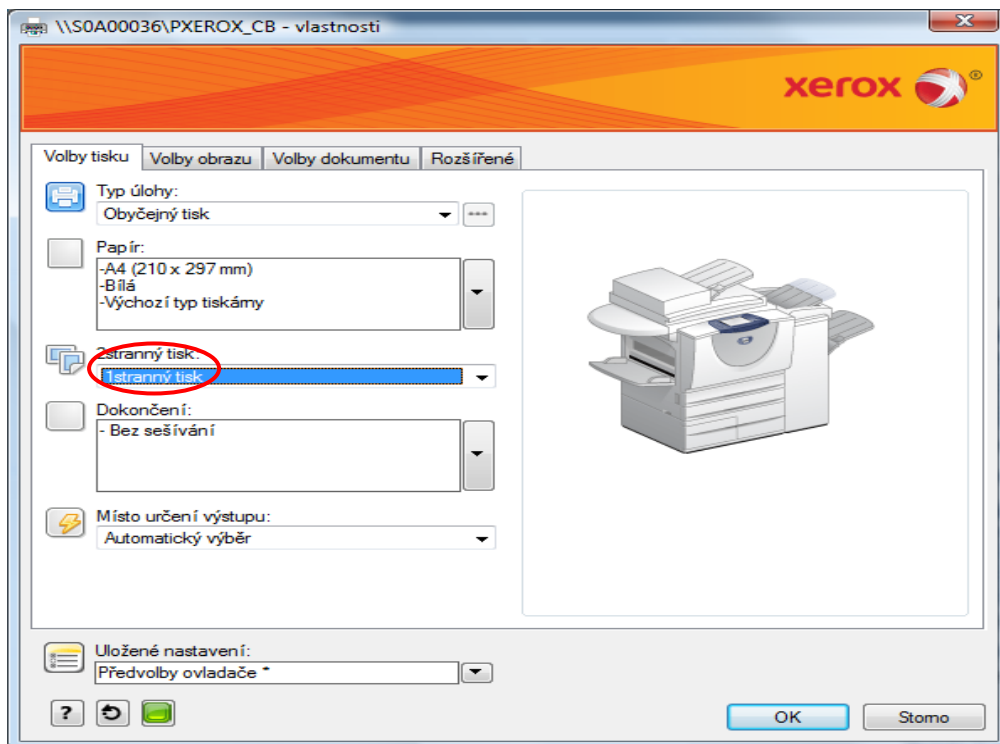 \\S0A00036\PXEROX_CB - vlastnosti
xerox ®
Volby tisku
Volby obrazu
Volby dokumentu
Rozšířené
Typ úlohy:
Obyčejný tisk
Papír:
-A4 (210 x 297 mm)
-Bílá
-Výchozí typ tiskárny
2stranný tisk:
1stranný tisk
Dokončení:
- Bez sešívání
Místo určení výstupu:
Automatický výběr
Uložené nastavení:
Předvolby ovladače *
?
OK
Storno